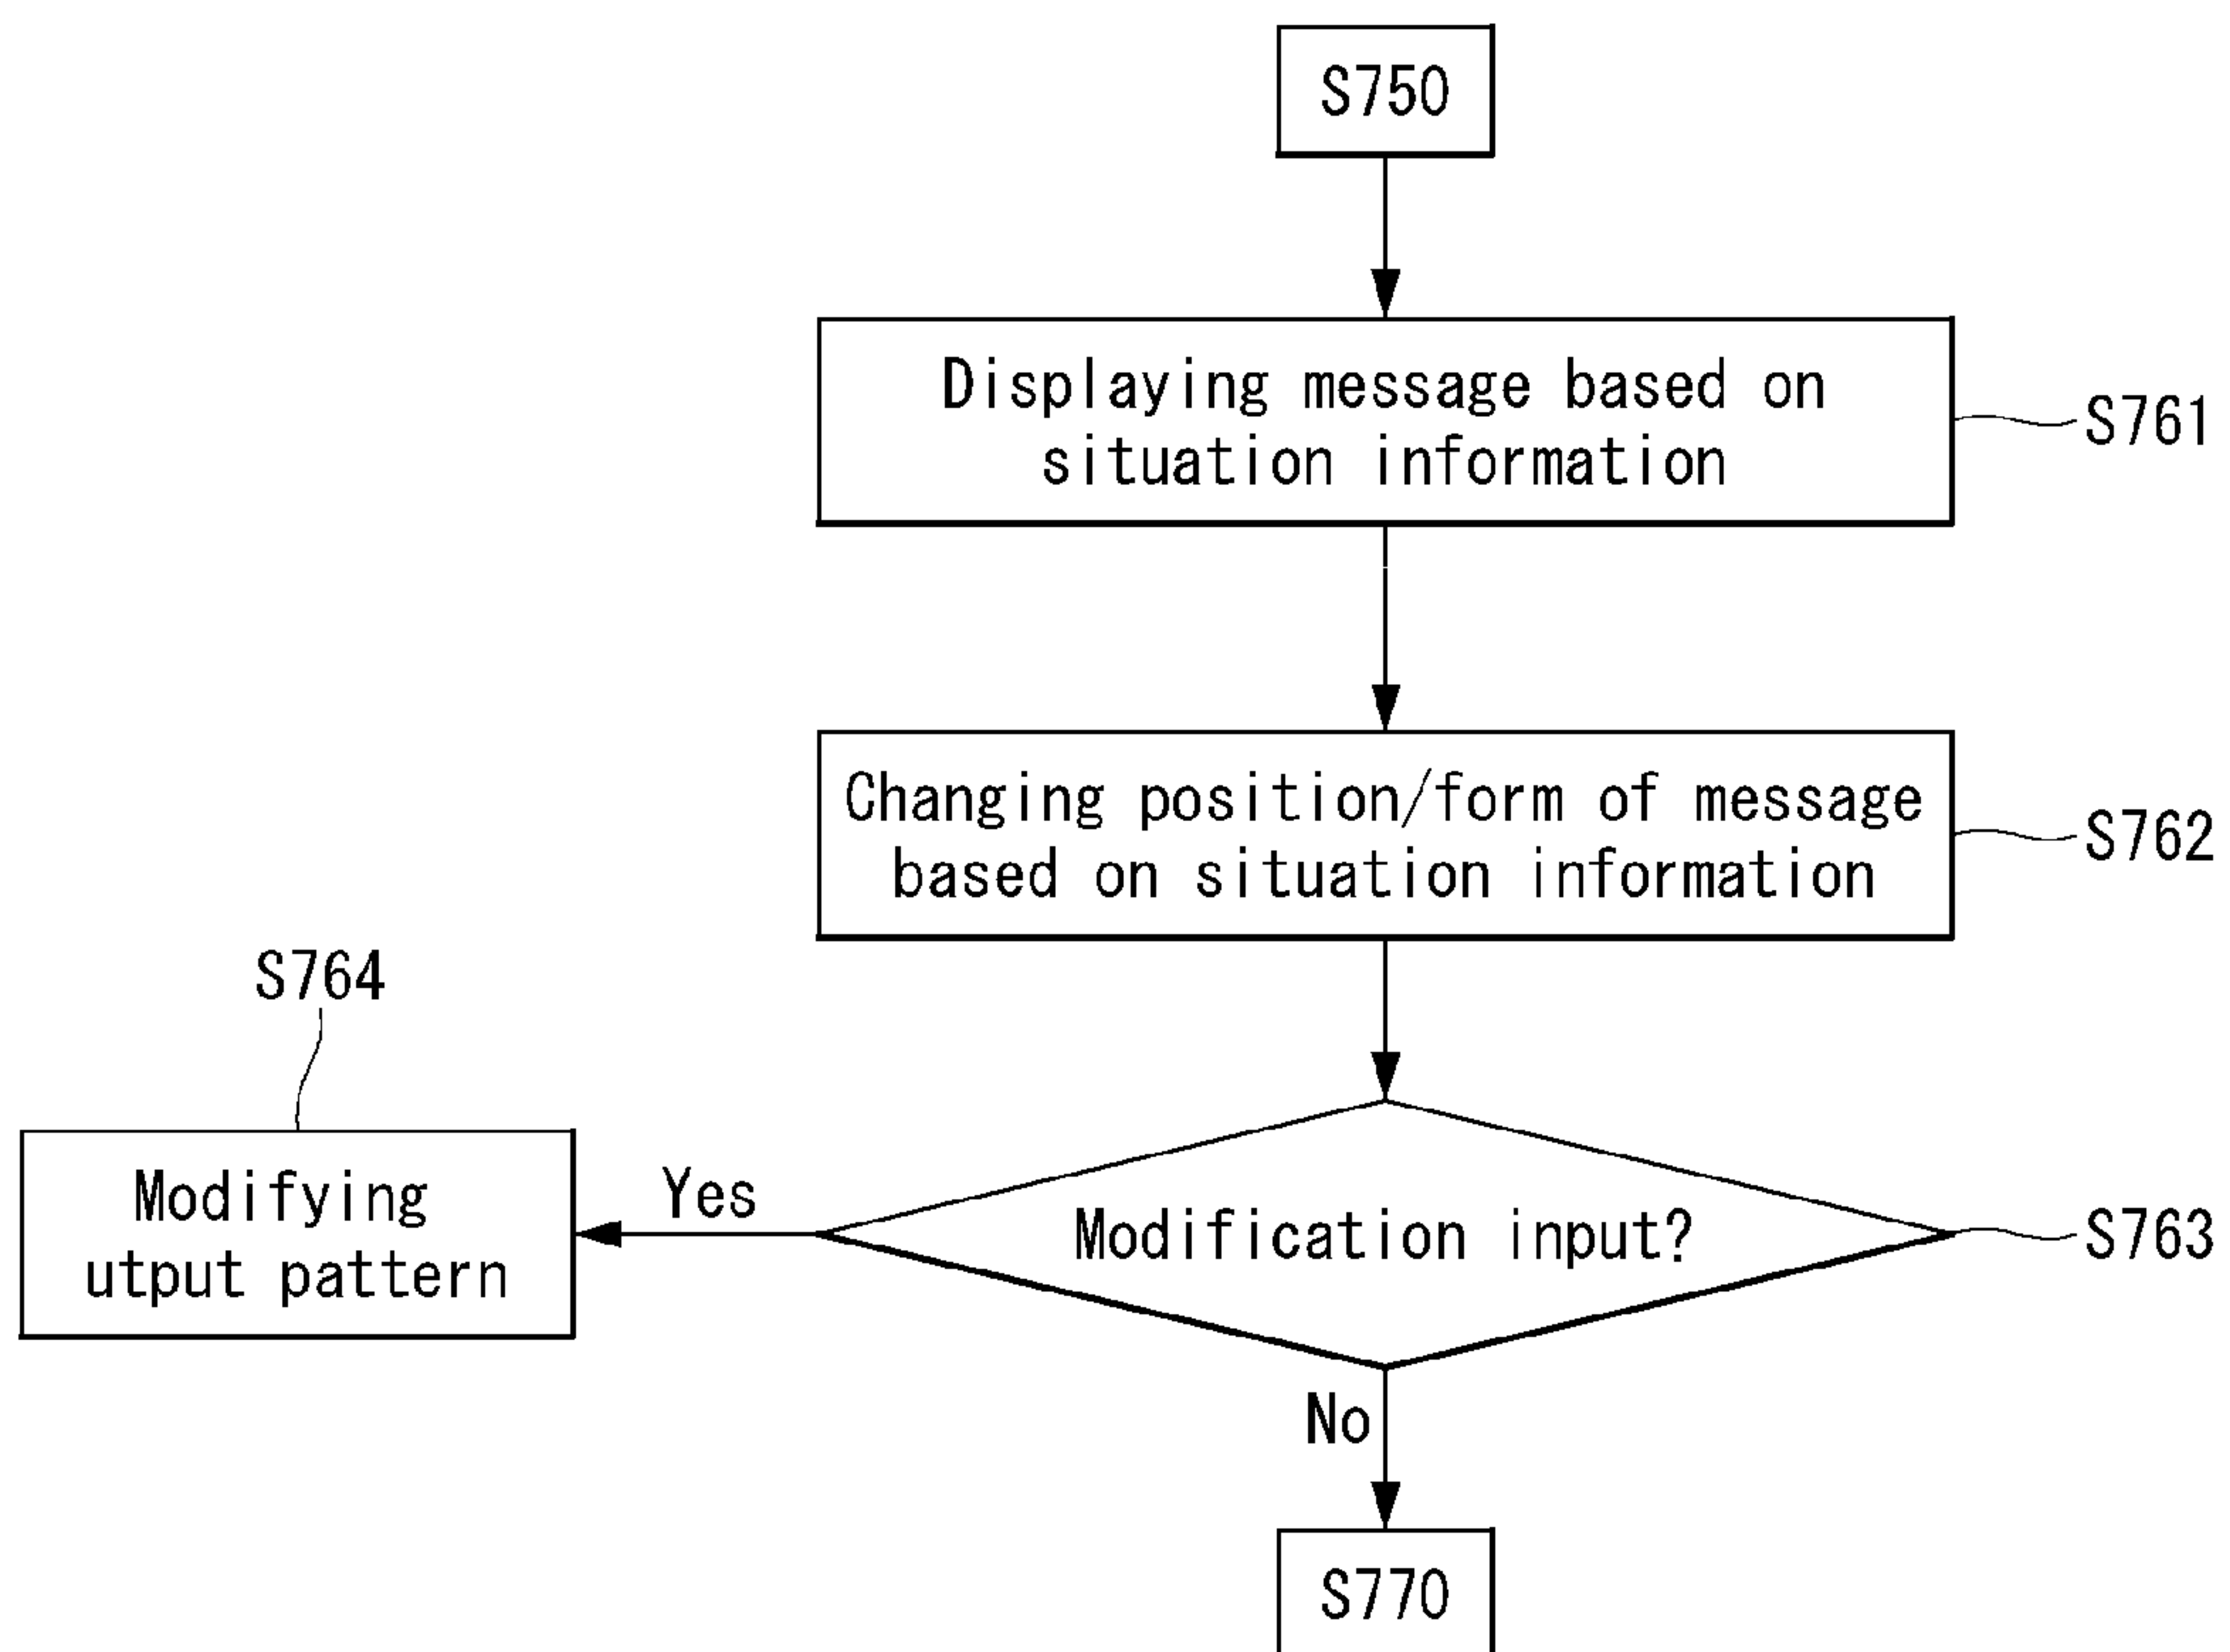 S750
Displaying message based on
situation information
S761
Changing position/form of message
based on situation information
S762
S764
Modifying
utput pattern
Yes
Modification input?
S763
No
S770